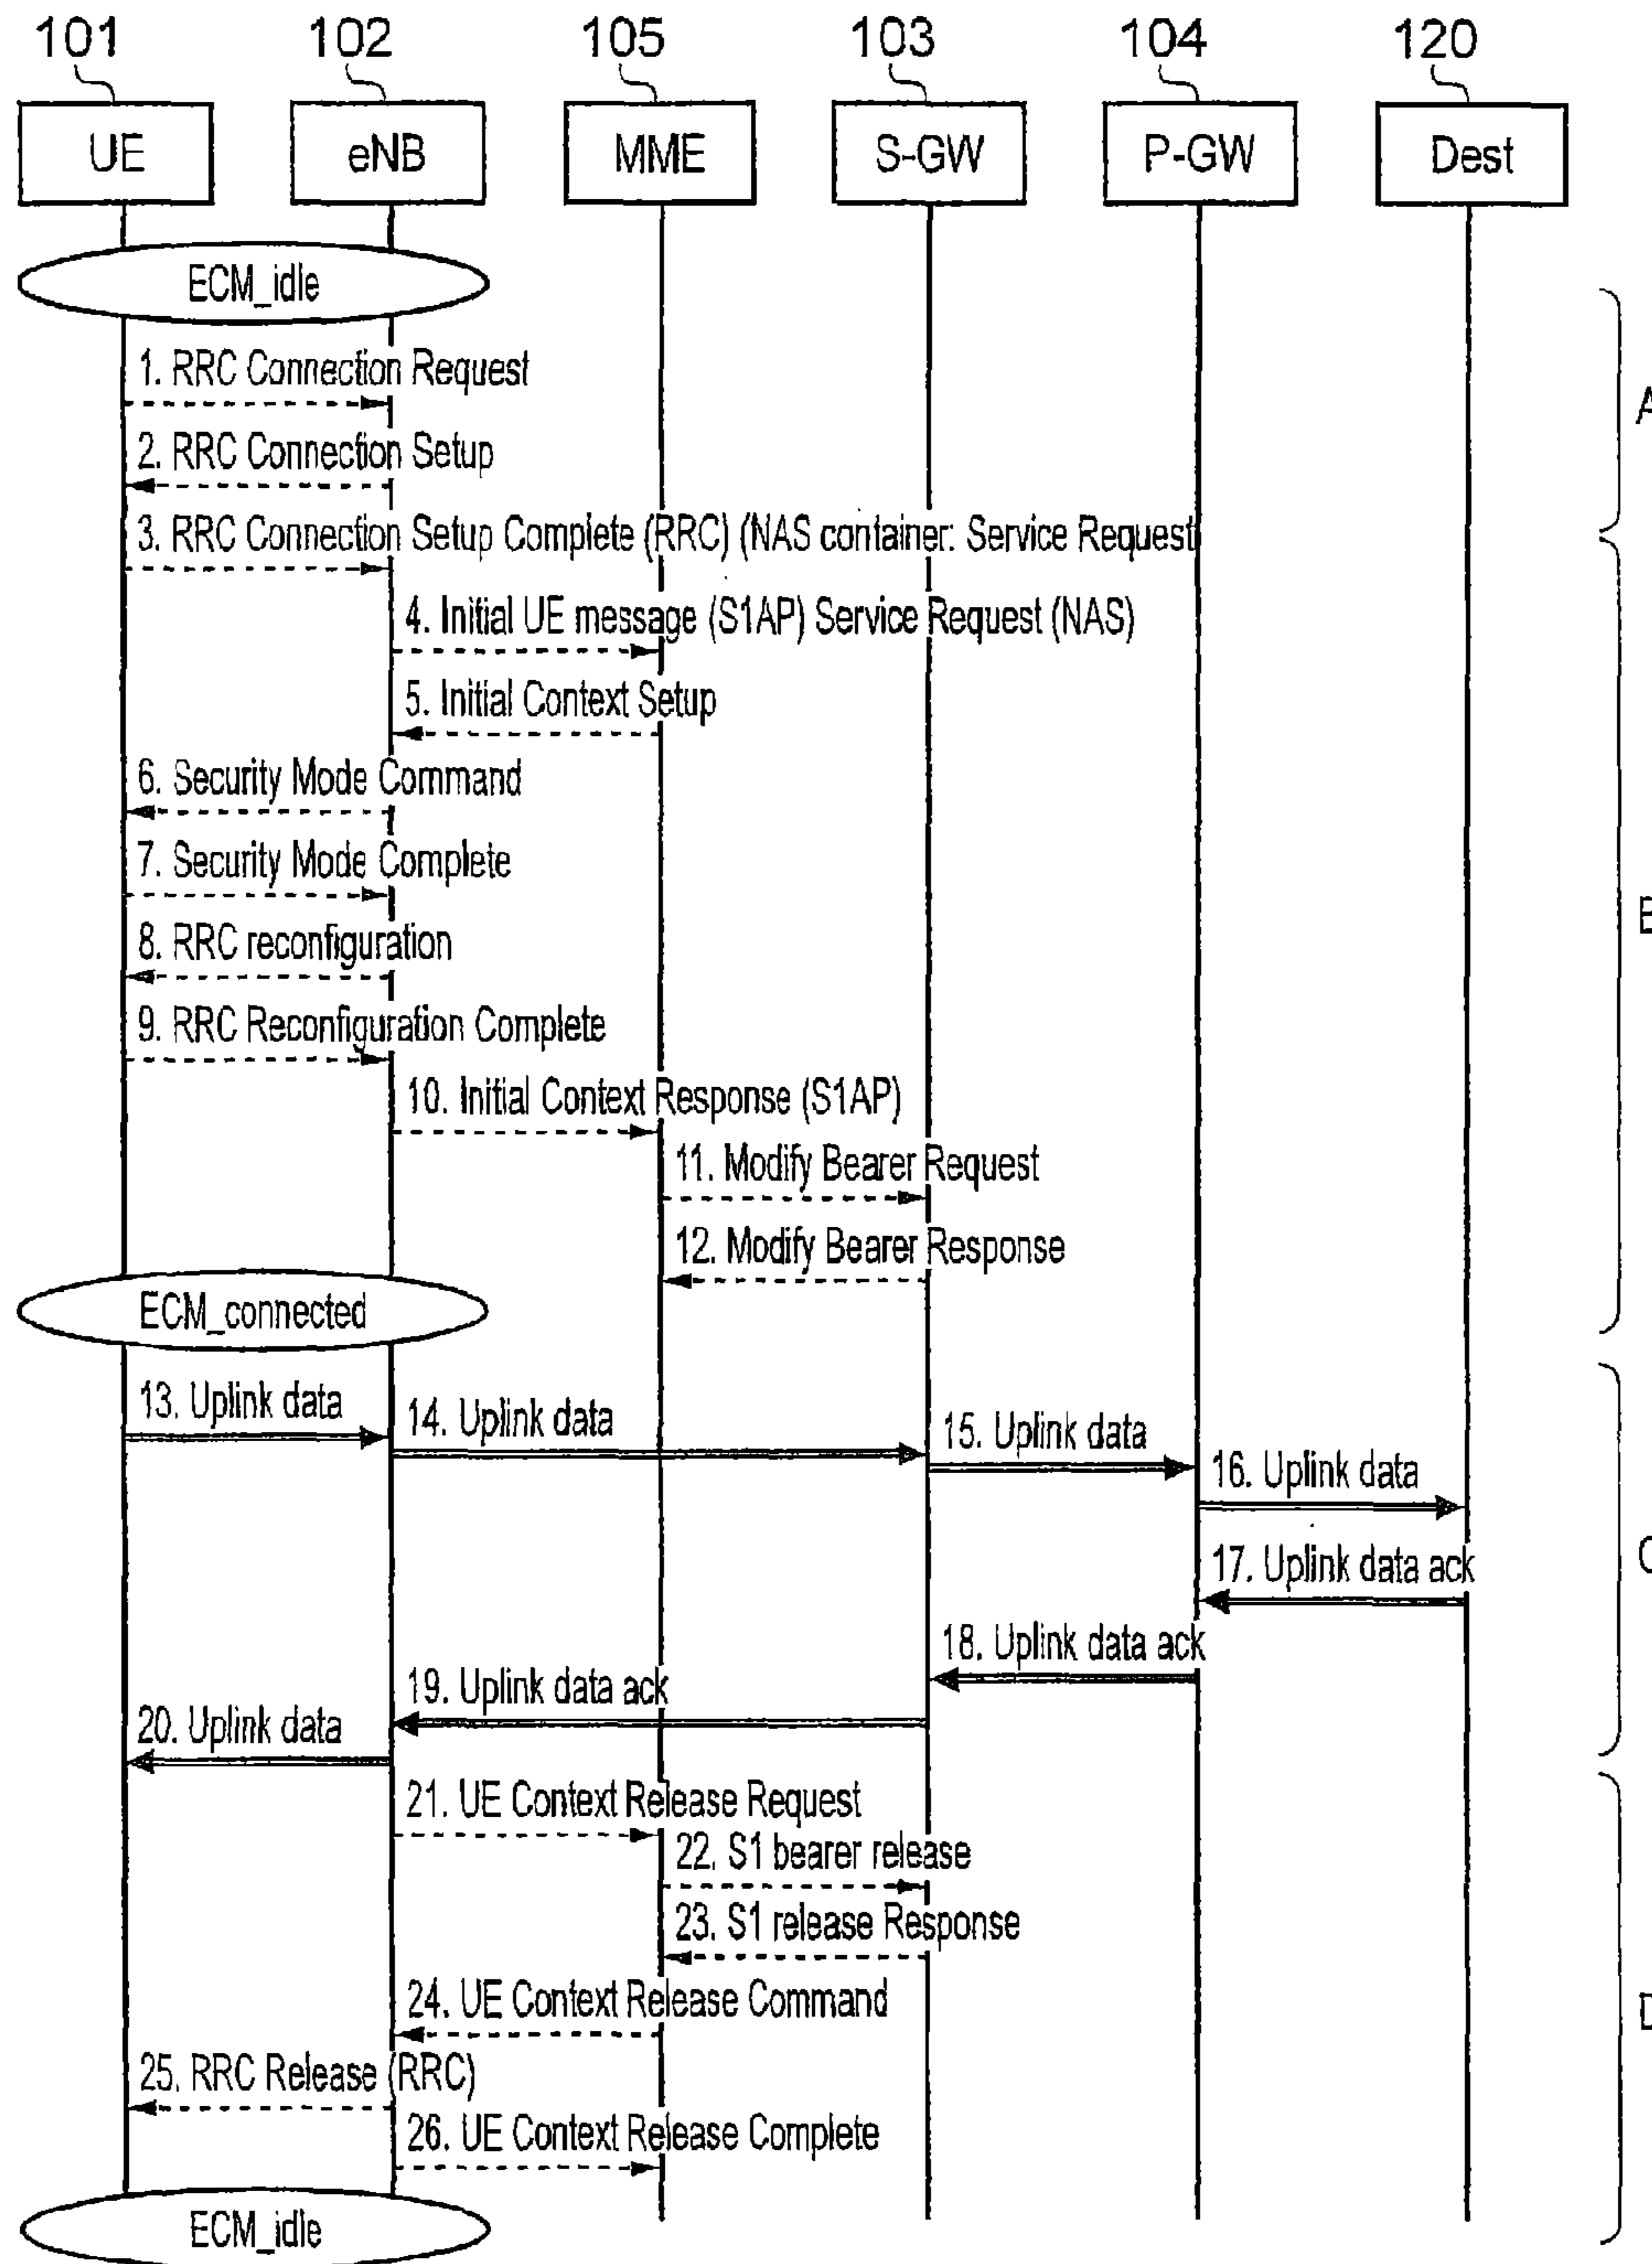 101 102 105 103 104 120
UE eNB MME S-GW P-GW Dest
ECM_idle
1. RRC Connection Request
A
2. RRC Connection Setup
3. RRC Connection Setup Complete (RRC) (NAS container: Service Request
4. Initial UE message (S1AP) Service Request (NAS)
5. Initial Context Setup
6. Security Mode Command
7. Security Mode Complete
B
8. RRC reconfiguration
9. RRC Reconfiguration Complete
10. Initial Context Response (S1AP)
11. Modify Bearer Request
12. Modify Bearer Response
ECM_connected
13. Uplink data
14. Uplink data
15. Uplink data
16. Uplink data
C
17. Uplink data ack
18. Uplink data ack
19. Uplink data ack
20. Uplink data
21. UE Context Release Request
22. S1 bearer release
23. S1 release Response
24. UE Context Release Command
D
25. RRC Release (RRC)
26. UE Context Release Complete
ECM_idle